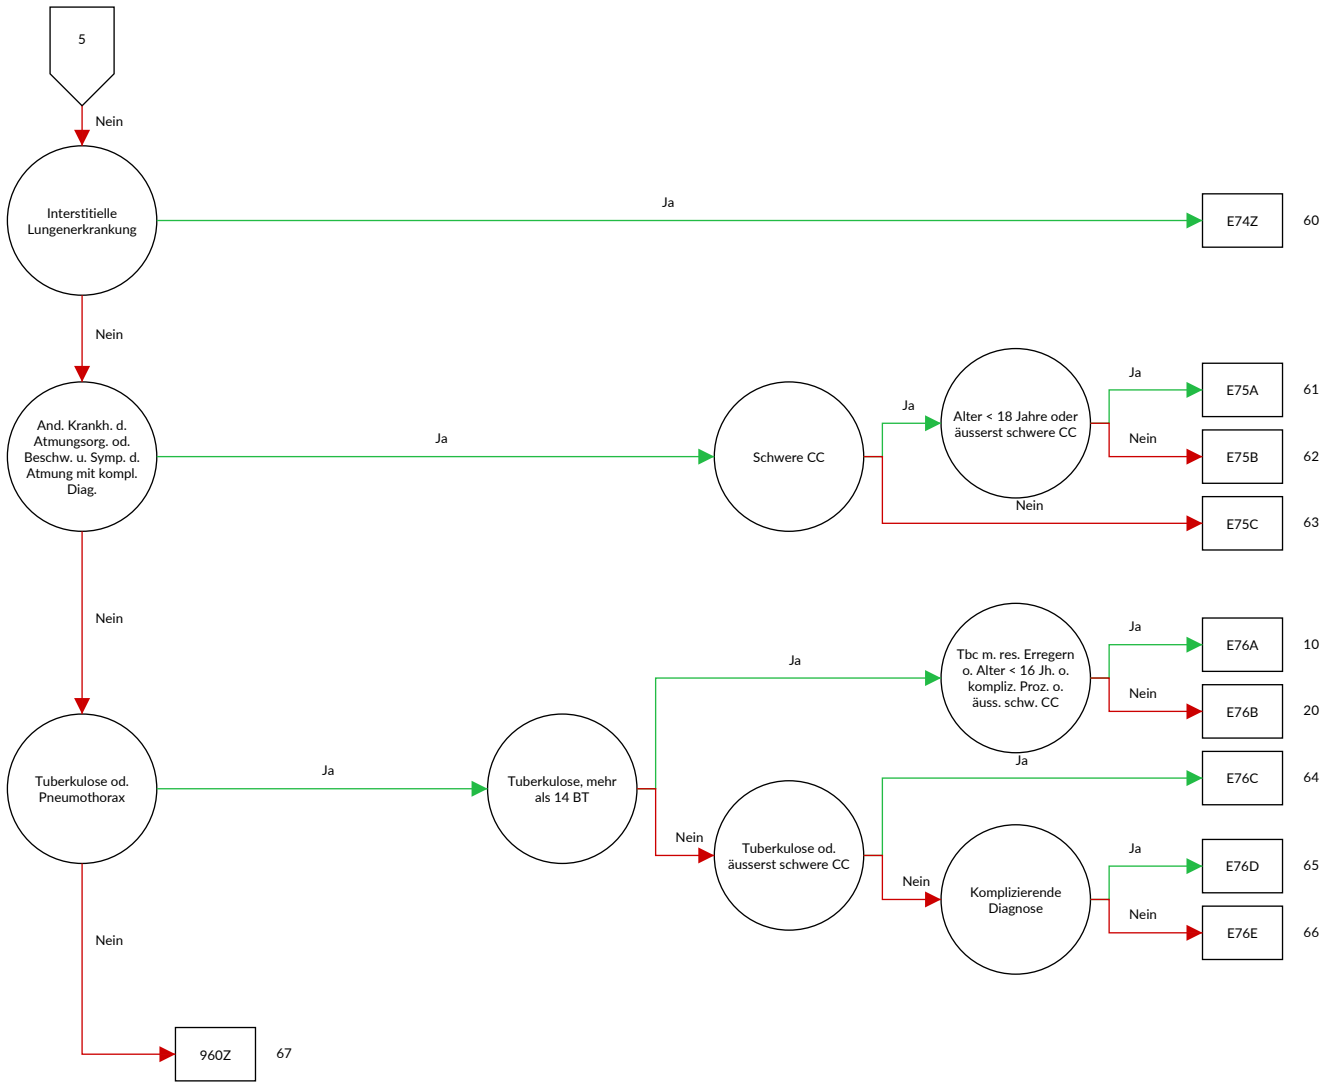 5
Nein
Interstitielle
Lungenerkrankung
Ja
E74Z
60
Nein
And. Krankh. d.
Atmungsorg. od.
Beschw. u. Symp. d.
Atmung mit kompl.
Diag.
Ja
Schwere CC
Ja
Alter < 18 Jahre oder
äusserst schwere CC
Ja
E75A
61
Nein
E75B
62
Nein
E75C
63
Nein
Tuberkulose od.
Pneumothorax
Ja
Tuberkulose, mehr
als 14 BT
Ja
Tbc m. res. Erregern
o. Alter < 16 Jh. o.
kompliz. Proz. o.
äuss. schw. CC
Ja
E76A
10
Nein
E76B
20
Nein
Tuberkulose od.
äusserst schwere CC
Ja
E76C
64
Nein
Komplizierende
Diagnose
Ja
E76D
65
Nein
E76E
66
Nein
960Z
67